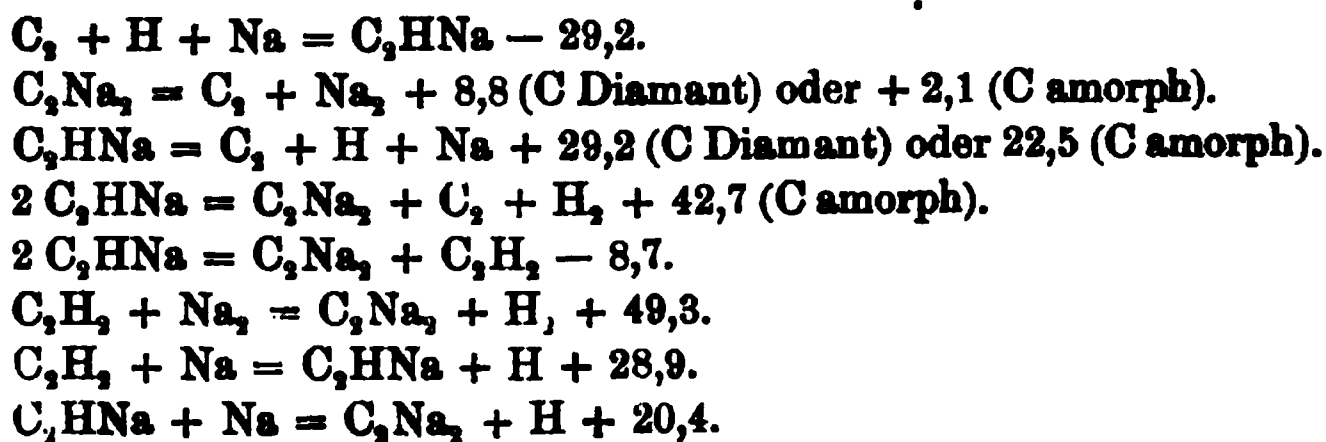 C₂ + H + Na = C₂HNa — 29,2.
C₂Na₂ = C₂ + Na₂ + 8,8 (C Diamant) oder + 2,1 (C amorph).
C₂HNa = C₂ + H + Na + 29,2 (C Diamant) oder 22,5 (C amorph).
2 C₂HNa = C₂Na₂ + C₂ + H₂ + 42,7 (C amorph).
2 C₂HNa = C₂Na₂ + C₂H₂ — 8,7.
C₂H₂ + Na₂ = C₂Na₂ + H₂ + 49,3.
C₂H₂ + Na = C₂HNa + H + 28,9.
C₂HNa + Na = C₂Na₂ + H + 20,4.